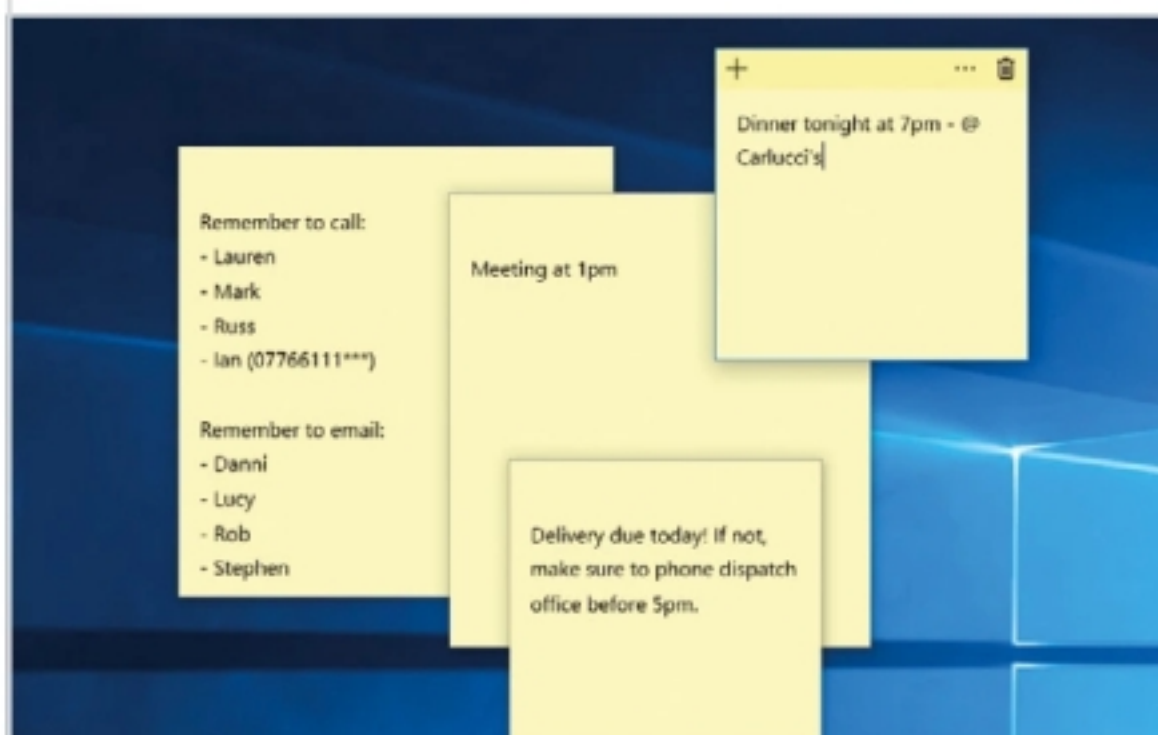 Remember to call:
- Lauren
- Mark
- Russ
- Ian (07766111***)
Remember to email:
- Danni
- Lucy
- Rob
- Stephen
Meeting at 1pm
Dinner tonight at 7pm - @
Carlucci's
Delivery due today! If not,
make sure to phone dispatch
office before 5pm.